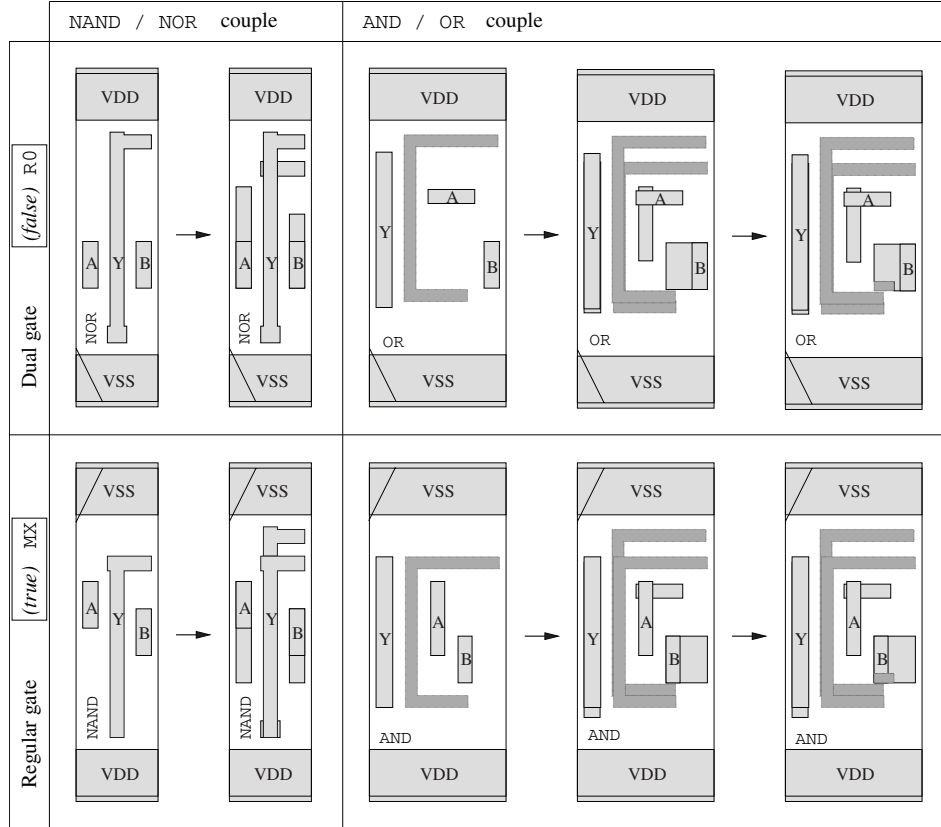 NAND / NOR couple
AND / OR couple
Dual gate (false) R0
VDD VDD VDD VDD VDD
A Y B
A Y B
Y A B
Y A B
Y A B
NOR NOR OR OR OR
VSS VSS VSS VSS VSS
Regular gate (true) MX
VSS VSS VSS VSS VSS
A Y B
A Y B
Y A B
Y A B
Y A B
NAND NAND AND AND AND
VDD VDD VDD VDD VDD